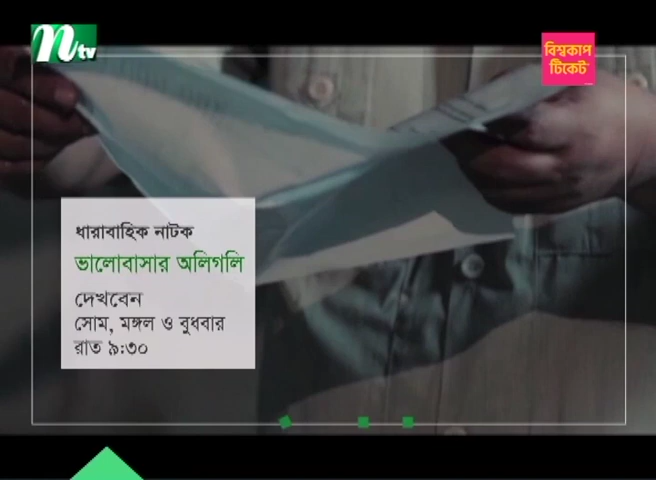 ntv
বিশ্বকাপ
টিকেট
ধারাবাহিক নাটক
ভালোবাসার অলিগলি
দেখবেন
সোম, মঙ্গল ও বুধবার
রাত ৯:৩০